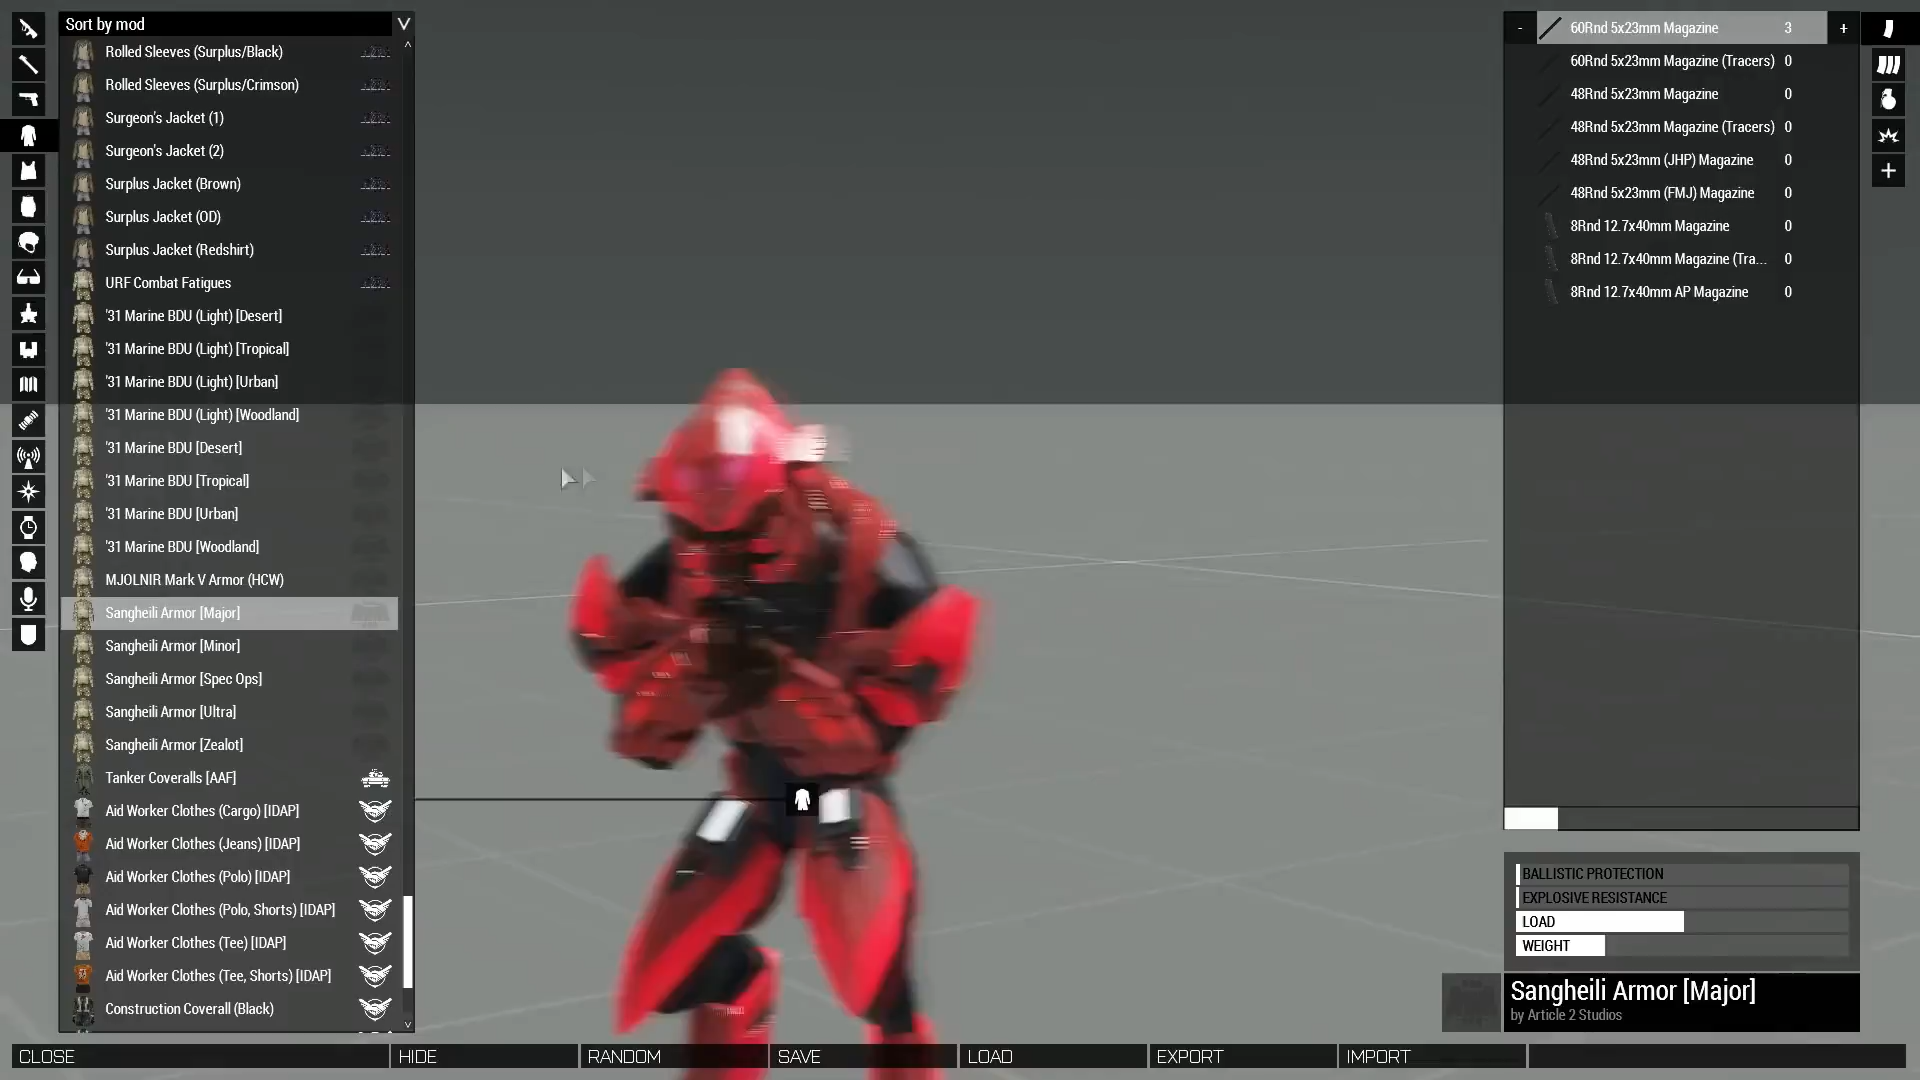 Sort by mod
Rolled Sleeves (Surplus/Black)
Rolled Sleeves (Surplus/Crimson)
Surgeon's Jacket (1)
Surgeon's Jacket (2)
Surplus Jacket (Brown)
Surplus Jacket (OD)
Surplus Jacket (Redshirt)
URF Combat Fatigues
'31 Marine BDU (Light) [Desert]
'31 Marine BDU (Light) [Tropical]
'31 Marine BDU (Light) [Urban]
'31 Marine BDU (Light) [Woodland]
'31 Marine BDU [Desert]
'31 Marine BDU [Tropical]
'31 Marine BDU [Urban]
'31 Marine BDU [Woodland]
MJOLNIR Mark V Armor (HCW)
Sangheili Armor [Major]
Sangheili Armor [Minor]
Sangheili Armor [Spec Ops]
Sangheili Armor [Ultra]
Sangheili Armor [Zealot]
Tanker Coveralls [AAF]
Aid Worker Clothes (Cargo) [IDAP]
Aid Worker Clothes (Jeans) [IDAP]
Aid Worker Clothes (Polo) [IDAP]
Aid Worker Clothes (Polo, Shorts) [IDAP]
Aid Worker Clothes (Tee) [IDAP]
Aid Worker Clothes (Tee, Shorts) [IDAP]
Construction Coverall (Black)
- 60Rnd 5x23mm Magazine 3 +
60Rnd 5x23mm Magazine (Tracers) 0
48Rnd 5x23mm Magazine 0
48Rnd 5x23mm Magazine (Tracers) 0
48Rnd 5x23mm (JHP) Magazine 0
48Rnd 5x23mm (FMJ) Magazine 0
8Rnd 12.7x40mm Magazine 0
8Rnd 12.7x40mm Magazine (Tra... 0
8Rnd 12.7x40mm AP Magazine 0
BALLISTIC PROTECTION
EXPLOSIVE RESISTANCE
LOAD
WEIGHT
Sangheili Armor [Major]
by Article 2 Studios
CLOSE HIDE RANDOM SAVE LOAD EXPORT IMPORT